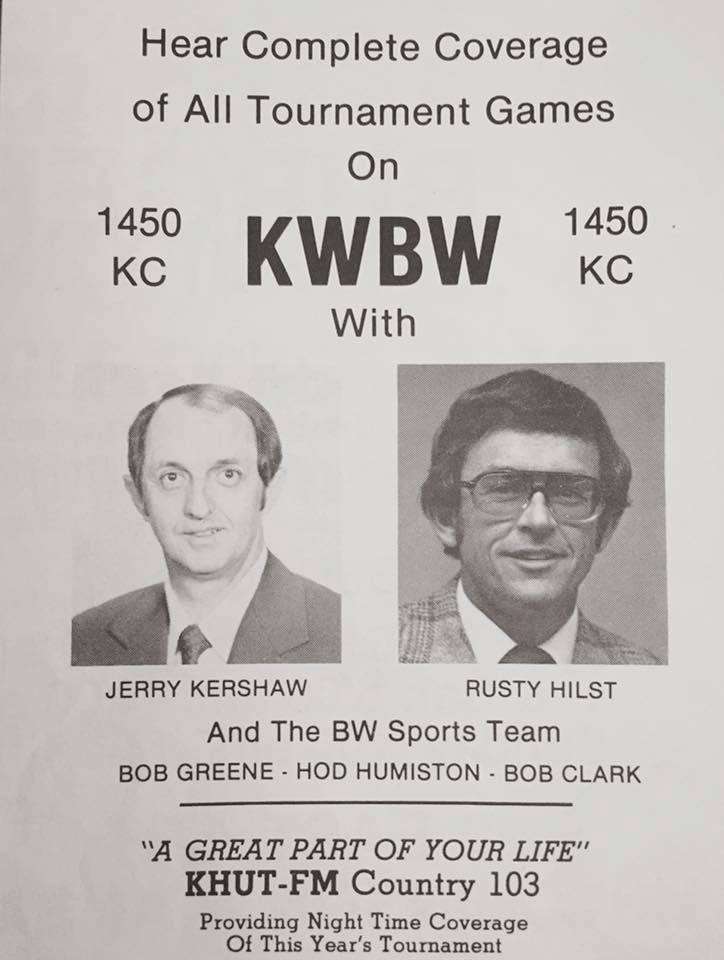 Hear Complete Coverage
of All Tournament Games
On
1450 KWBW 1450
KC KC
With
JERRY KERSHAW RUSTY HILST
And The BW Sports Team
BOB GREENE - HOD HUMISTON - BOB CLARK
"A GREAT PART OF YOUR LIFE"
KHUT-FM Country 103
Providing Night Time Coverage
Of This Year's Tournament